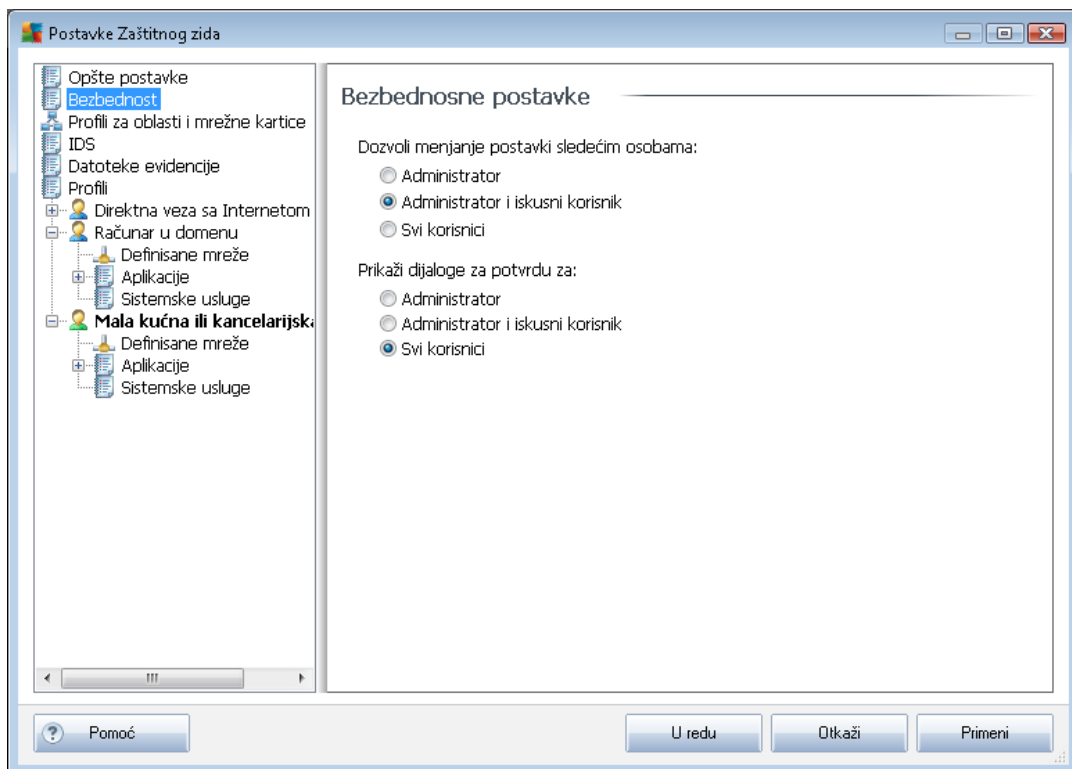 Postavke Zaštitnog zida
Opšte postavke
Bezbednost
Profili za oblasti i mrežne kartice
IDS
Datoteke evidencije
Profili
Direktna veza sa Internetom
Računar u domenu
Definisane mreže
Aplikacije
Sistemske usluge
Mala kućna ili kancelarijska
Definisane mreže
Aplikacije
Sistemske usluge
Bezbednosne postavke
Dozvoli menjanje postavki sledećim osobama:
Administrator
Administrator i iskusni korisnik
Svi korisnici
Prikaži dijaloge za potvrdu za:
Administrator
Administrator i iskusni korisnik
Svi korisnici
Pomoć
U redu
Otkaži
Primeni